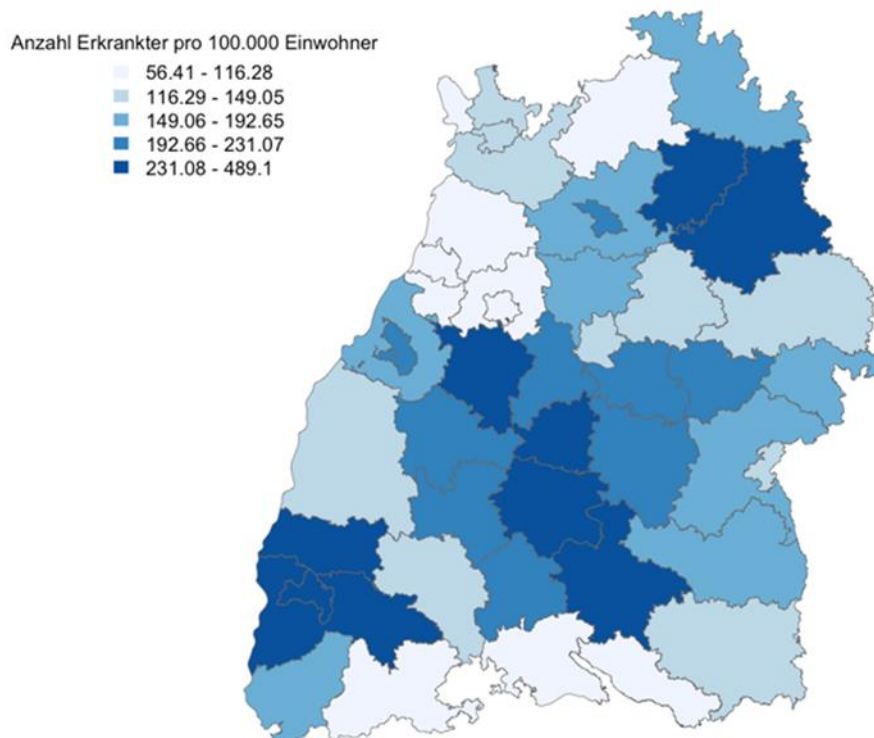 Anzahl Erkrankter pro 100.000 Einwohner
56.41 - 116.28
116.29 - 149.05
149.06 - 192.65
192.66 - 231.07
231.08 - 489.1